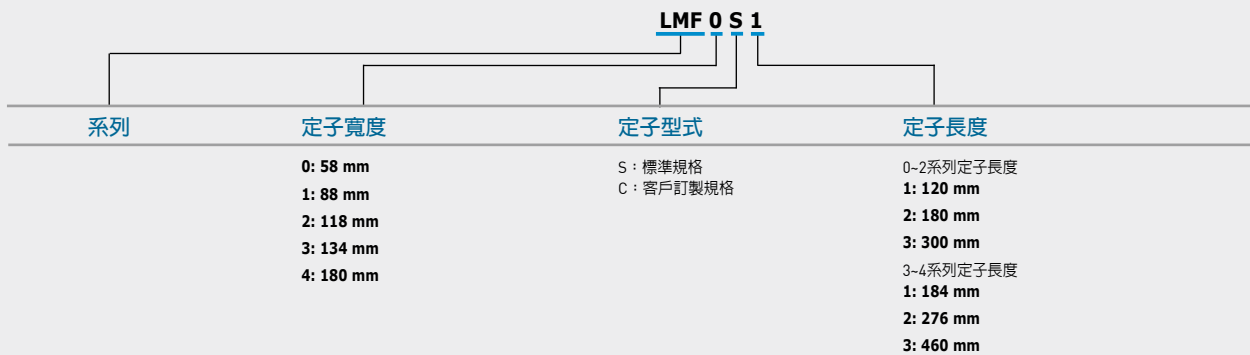 LMF 0 S 1
系列
定子寬度
定子型式
定子長度
0: 58 mm
1: 88 mm
2: 118 mm
3: 134 mm
4: 180 mm
S：標準規格
C：客戶訂製規格
0~2系列定子長度
1: 120 mm
2: 180 mm
3: 300 mm
3~4系列定子長度
1: 184 mm
2: 276 mm
3: 460 mm